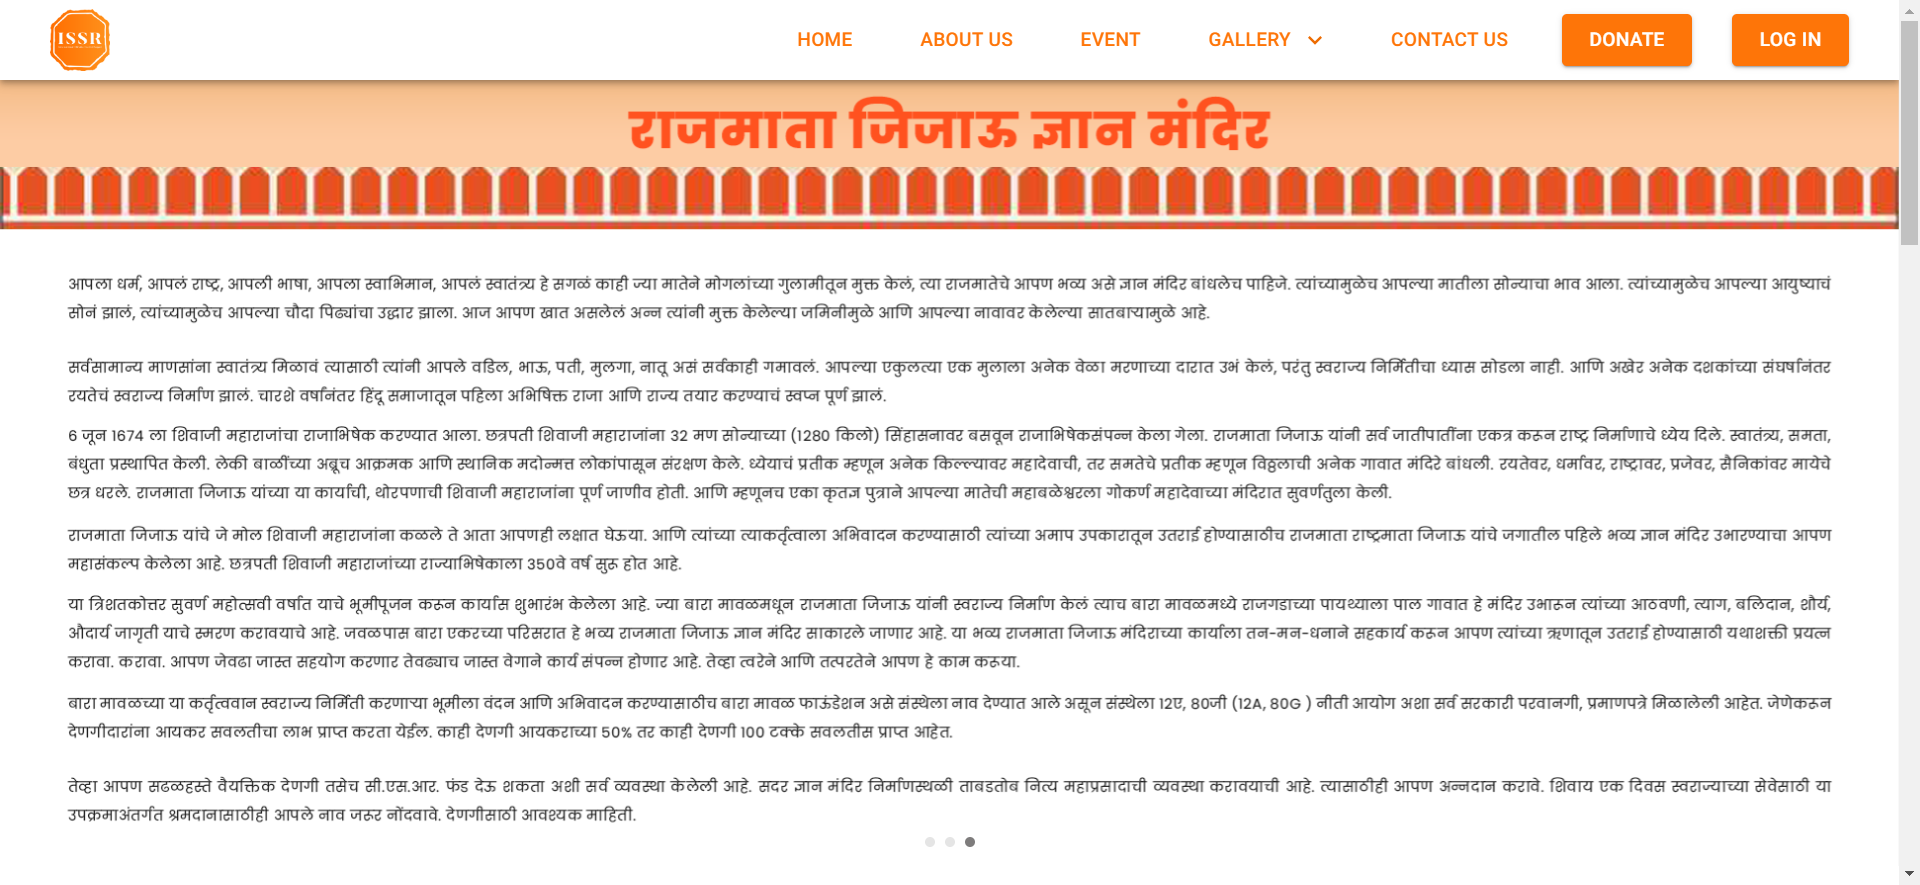 ISSR
HOME ABOUT US EVENT GALLERY CONTACT US DONATE LOG IN
राजमाता जिजाऊ ज्ञान मंदिर
आपला धर्म, आपलं राष्ट्र, आपली भाषा, आपला स्वाभिमान, आपलं स्वातंत्र्य हे सगळं काही ज्या मातेने मोगलांच्या गुलामीतून मुक्त केलं, त्या राजमातेचे आपण भव्य असे ज्ञान मंदिर बांधलेच पाहिजे. त्यांच्यामुळेच आपल्या मातीला सोन्याचा भाव आला. त्यांच्यामुळेच आपल्या आयुष्याचं
सोनं झालं, त्यांच्यामुळेच आपल्या चौदा पिढ्यांचा उद्धार झाला. आज आपण खात असलेलं अन्न त्यांनी मुक्त केलेल्या जमिनीमुळे आणि आपल्या नावावर केलेल्या सातबाऱ्यामुळे आहे.
सर्वसामान्य माणसांना स्वातंत्र्य मिळावं त्यासाठी त्यांनी आपले वडिल, भाऊ, पती, मुलगा, नातू असं सर्वकाही गमावलं. आपल्या एकुलत्या एक मुलाला अनेक वेळा मरणाच्या दारात उभं केलं, परंतु स्वराज्य निर्मितीचा ध्यास सोडला नाही. आणि अखेर अनेक दशकांच्या संघर्षानंतर
रयतेचं स्वराज्य निर्माण झालं. चारशे वर्षांनंतर हिंदू समाजातून पहिला अभिषिक्त राजा आणि राज्य तयार करण्याचं स्वप्न पूर्ण झालं.
6 जून 1674 ला शिवाजी महाराजांचा राजाभिषेक करण्यात आला. छत्रपती शिवाजी महाराजांना 32 मण सोन्याच्या (1280 किलो) सिंहासनावर बसवून राजाभिषेकसंपन्न केला गेला. राजमाता जिजाऊ यांनी सर्व जातीपातींना एकत्र करून राष्ट्र निर्माणाचे ध्येय दिले. स्वातंत्र्य, समता,
बंधुता प्रस्थापित केली. लेकी बाळींच्या अब्रूच आक्रमक आणि स्थानिक मदोन्मत्त लोकांपासून संरक्षण केले. ध्येयाचं प्रतीक म्हणून अनेक किल्ल्यावर महादेवाची, तर समतेचे प्रतीक म्हणून विठ्ठलाची अनेक गावात मंदिरे बांधली. रयतेवर, धर्मावर, राष्ट्रावर, प्रजेवर, सैनिकांवर मायेचे
छत्र धरले. राजमाता जिजाऊ यांच्या या कार्याची, थोरपणाची शिवाजी महाराजांना पूर्ण जाणीव होती. आणि म्हणूनच एका कृतज्ञ पुत्राने आपल्या मातेची महाबळेश्वरला गोकर्ण महादेवाच्या मंदिरात सुवर्णतुला केली.
राजमाता जिजाऊ यांचे जे मोल शिवाजी महाराजांना कळले ते आता आपणही लक्षात घेऊया. आणि त्यांच्या त्याकर्तृत्वाला अभिवादन करण्यासाठी त्यांच्या अमाप उपकारातून उतराई होण्यासाठीच राजमाता राष्ट्रमाता जिजाऊ यांचे जगातील पहिले भव्य ज्ञान मंदिर उभारण्याचा आपण
महासंकल्प केलेला आहे. छत्रपती शिवाजी महाराजांच्या राज्याभिषेकाला 350वे वर्ष सुरू होत आहे.
या त्रिशतकोत्तर सुवर्ण महोत्सवी वर्षात याचे भूमीपूजन करून कार्यास शुभारंभ केलेला आहे. ज्या बारा मावळमधून राजमाता जिजाऊ यांनी स्वराज्य निर्माण केलं त्याच बारा मावळमध्ये राजगडाच्या पायथ्याला पाल गावात हे मंदिर उभारून त्यांच्या आठवणी, त्याग, बलिदान, शौर्य,
औदार्य जागृती याचे स्मरण करावयाचे आहे. जवळपास बारा एकरच्या परिसरात हे भव्य राजमाता जिजाऊ ज्ञान मंदिर साकारले जाणार आहे. या भव्य राजमाता जिजाऊ मंदिराच्या कार्याला तन-मन-धनाने सहकार्य करून आपण त्यांच्या ऋणातून उतराई होण्यासाठी यथाशक्ती प्रयत्न
करावा. करावा. आपण जेवढा जास्त सहयोग करणार तेवढ्याच जास्त वेगाने कार्य संपन्न होणार आहे. तेव्हा त्वरेने आणि तत्परतेने आपण हे काम करूया.
बारा मावळच्या या कर्तृत्ववान स्वराज्य निर्मिती करणाऱ्या भूमीला वंदन आणि अभिवादन करण्यासाठीच बारा मावळ फाऊंडेशन असे संस्थेला नाव देण्यात आले असून संस्थेला 12ए, 80जी (12A, 80G ) नीती आयोग अशा सर्व सरकारी परवानगी, प्रमाणपत्रे मिळालेली आहेत. जेणेकरून
देणगीदारांना आयकर सवलतीचा लाभ प्राप्त करता येईल. काही देणगी आयकराच्या 50% तर काही देणगी 100 टक्के सवलतीस प्राप्त आहेत.
तेव्हा आपण सढळहस्ते वैयक्तिक देणगी तसेच सी.एस.आर. फंड देऊ शकता अशी सर्व व्यवस्था केलेली आहे. सदर ज्ञान मंदिर निर्माणस्थळी ताबडतोब नित्य महाप्रसादाची व्यवस्था करावयाची आहे. त्यासाठीही आपण अन्नदान करावे. शिवाय एक दिवस स्वराज्याच्या सेवेसाठी या
उपक्रमाअंतर्गत श्रमदानासाठीही आपले नाव जरूर नोंदवावे. देणगीसाठी आवश्यक माहिती.